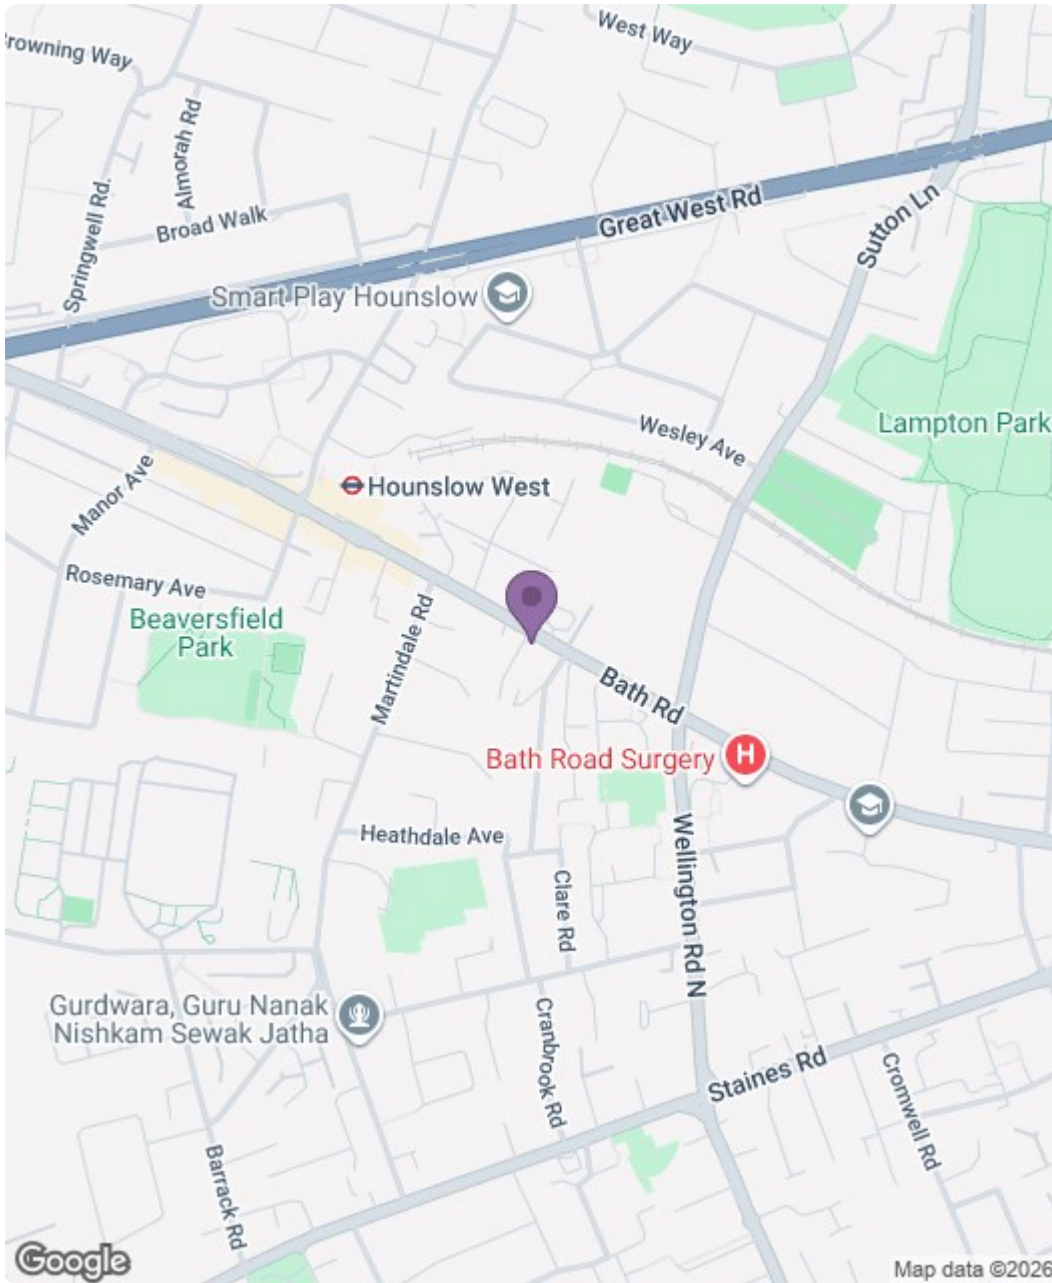 West Way
rowning Way
Almorah Rd
Springwell Rd.
Broad Walk
Great West Rd
Sutton Ln
Smart Play Hounslow
Lampton Park
Wesley Ave
Manor Ave
Hounslow West
Rosemary Ave
Beaversfield
Park
Martindale Rd
Bath Rd
Bath Road Surgery
H
Heathdale Ave
Wellington Rd N
Clare Rd
Gurdwara, Guru Nanak
Nishkam Sewak Jatha
Cranbrook Rd
Staines Rd
Cromwell Rd
Barrack Rd
Google
Map data ©2026